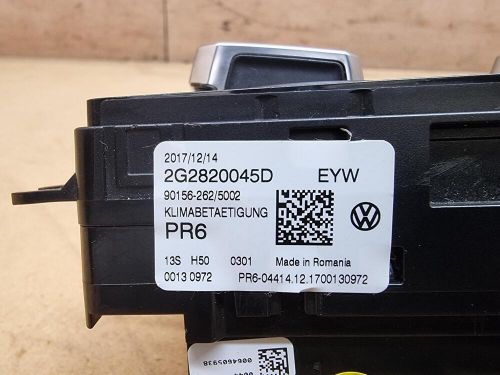 2017/12/14
2G2820045D EYW
90156-262/5002
KLIMABETAETIGUNG
PR6
13S H50 0301 Made in Romania
0013 0972 PR6-04414.12.1700130972
0064605938